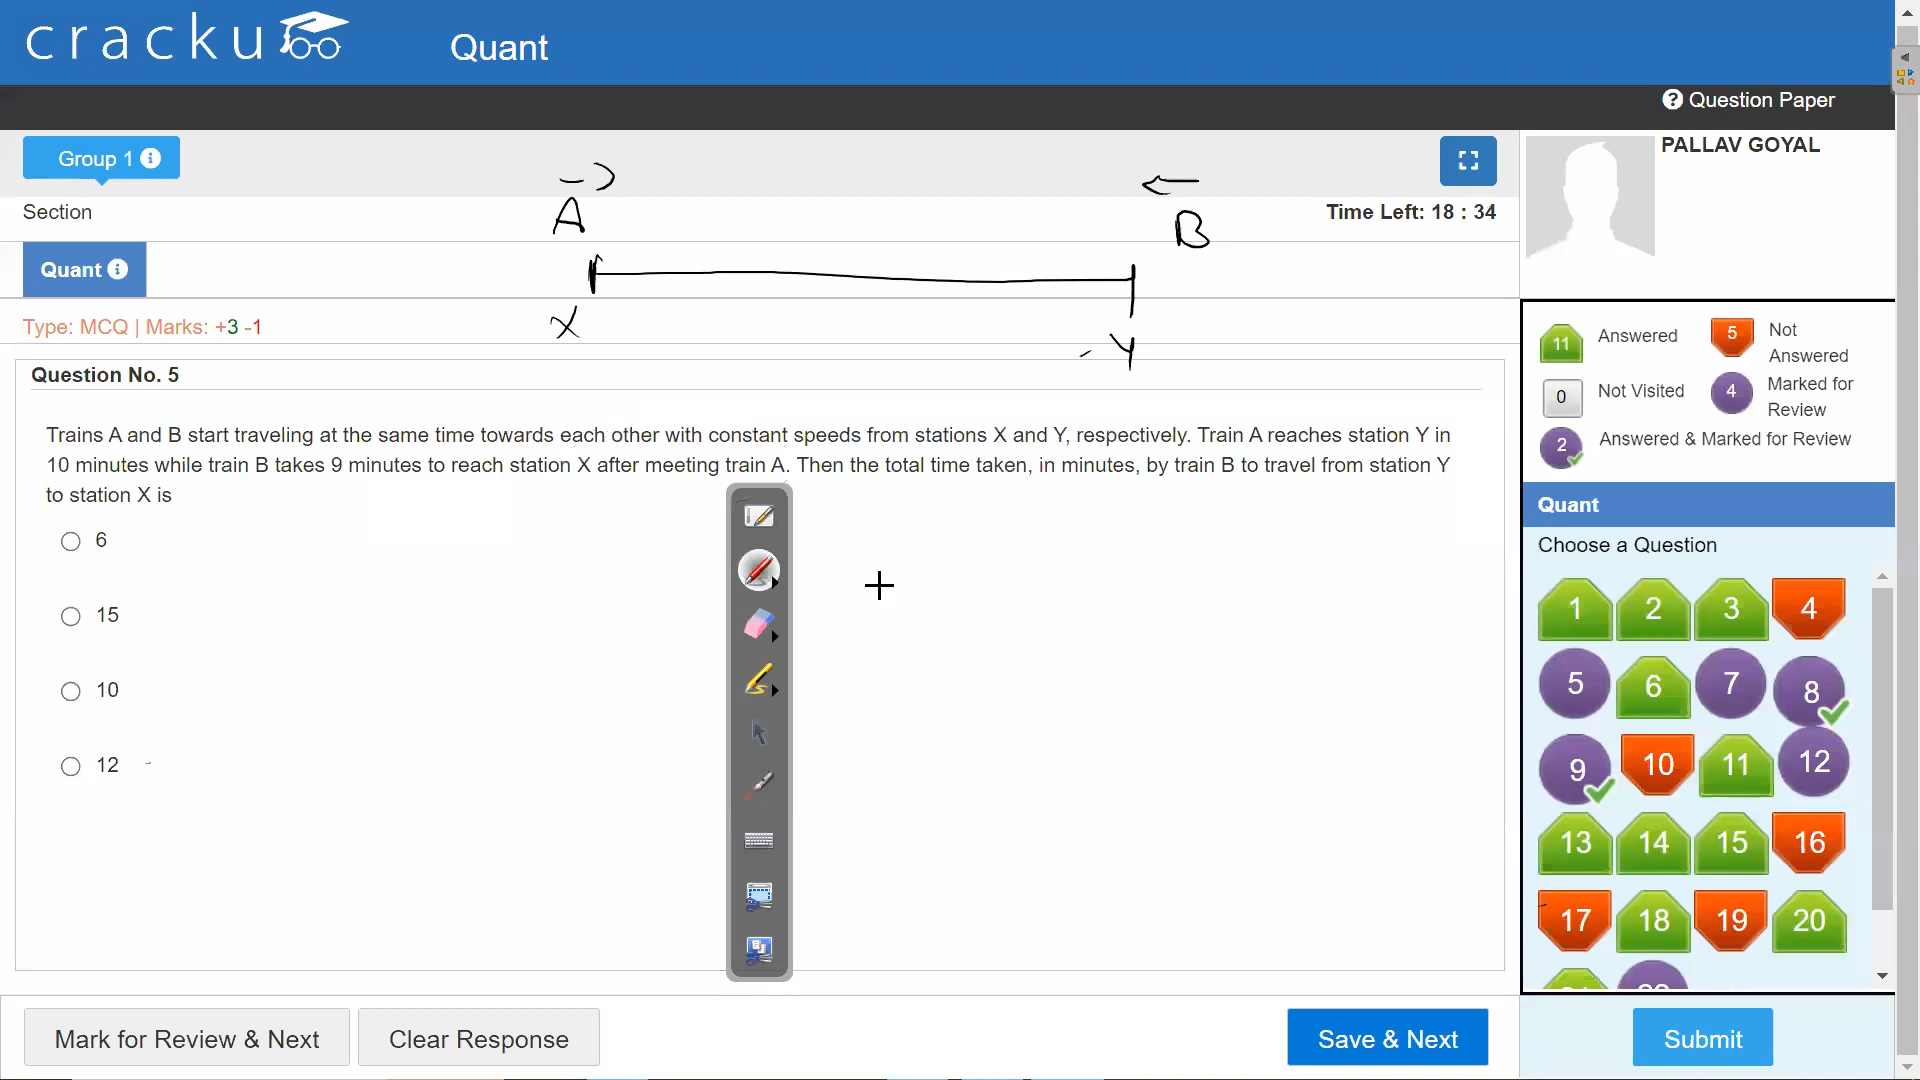 cracku
Quant
Question Paper
Group 1
PALLAV GOYAL
A
B
Section
Time Left: 18 : 34
Quant
X
Y
Type: MCQ | Marks: +3 -1
Question No. 5
Trains A and B start traveling at the same time towards each other with constant speeds from stations X and Y, respectively. Train A reaches station Y in
10 minutes while train B takes 9 minutes to reach station X after meeting train A. Then the total time taken, in minutes, by train B to travel from station Y
to station X is
6
15
10
12
11 Answered
5 Not
Answered
0 Not Visited
4 Marked for
Review
2 Answered & Marked for Review
Quant
Choose a Question
1 2 3 4
5 6 7 8
9 10 11 12
13 14 15 16
17 18 19 20
Mark for Review & Next
Clear Response
Save & Next
Submit